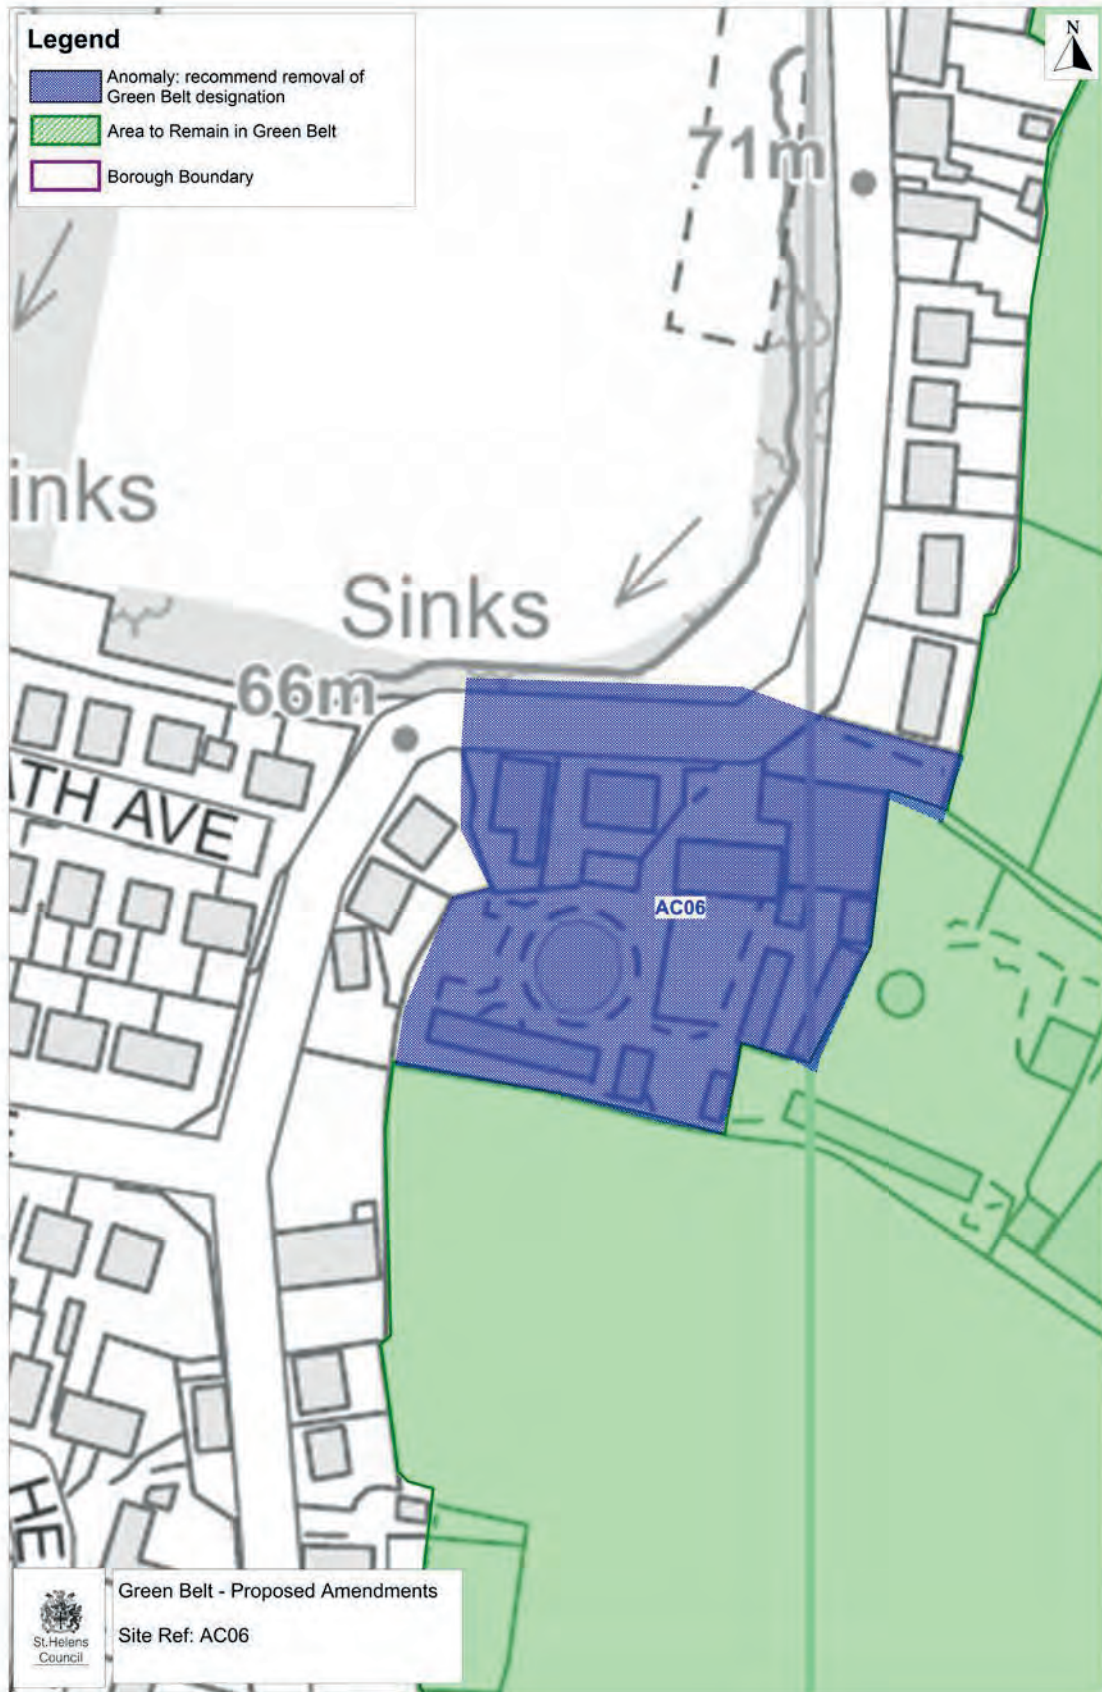 Legend
Anomaly: recommend removal of
Green Belt designation
Area to Remain in Green Belt
Borough Boundary
N
71m
inks
Sinks
66m
ATH AVE
AC06
HE
St.Helens
Council
Green Belt - Proposed Amendments
Site Ref: AC06